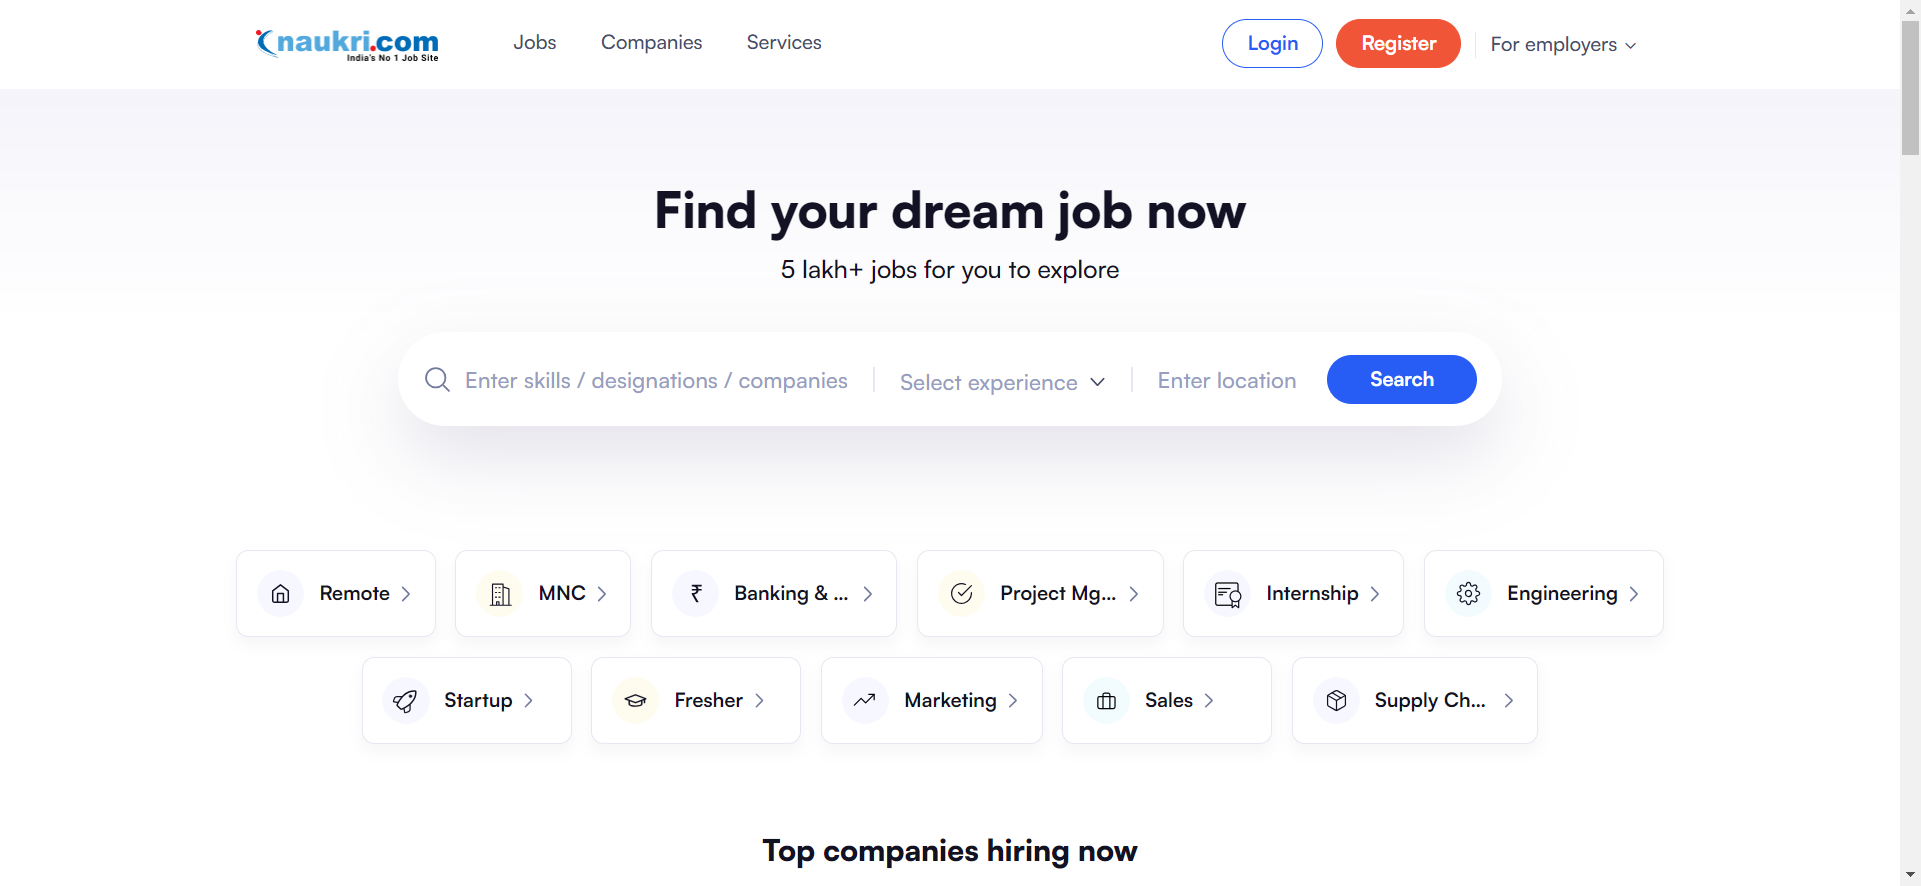 naukri.com
India's No 1 Job Site
Jobs
Companies
Services
Login
Register
For employers
Find your dream job now
5 lakh+ jobs for you to explore
Enter skills / designations / companies
Select experience
Enter location
Search
Remote
MNC
Banking & ...
Project Mg...
Internship
Engineering
Startup
Fresher
Marketing
Sales
Supply Ch...
Top companies hiring now